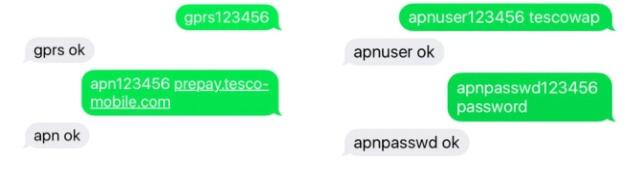 gprs123456
gprs ok
apn123456 prepay.tesco-
mobile.com
apn ok
apnuser123456 tescowap
apnuser ok
apnpasswd123456
password
apnpasswd ok